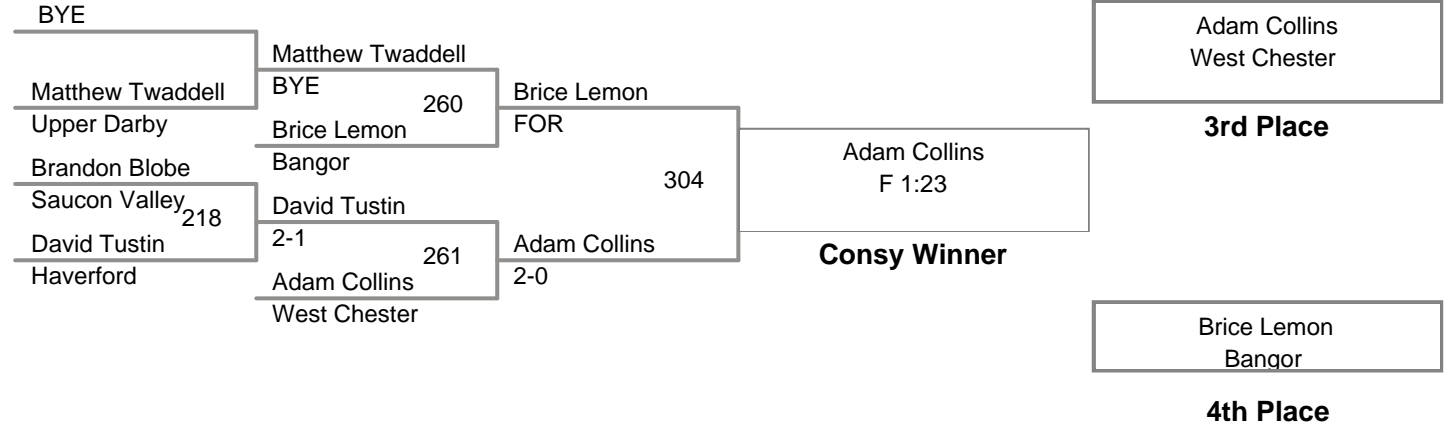 BYE
Matthew Twaddell
Upper Darby
Brandon Blobe
Saucon Valley
218
David Tustin
Haverford
Matthew Twaddell
BYE
260
Brice Lemon
Bangor
David Tustin
2-1
261
Adam Collins
West Chester
Brice Lemon
FOR
304
Adam Collins
2-0
Adam Collins
F 1:23
Consy Winner
Adam Collins
West Chester
3rd Place
Brice Lemon
Bangor
4th Place